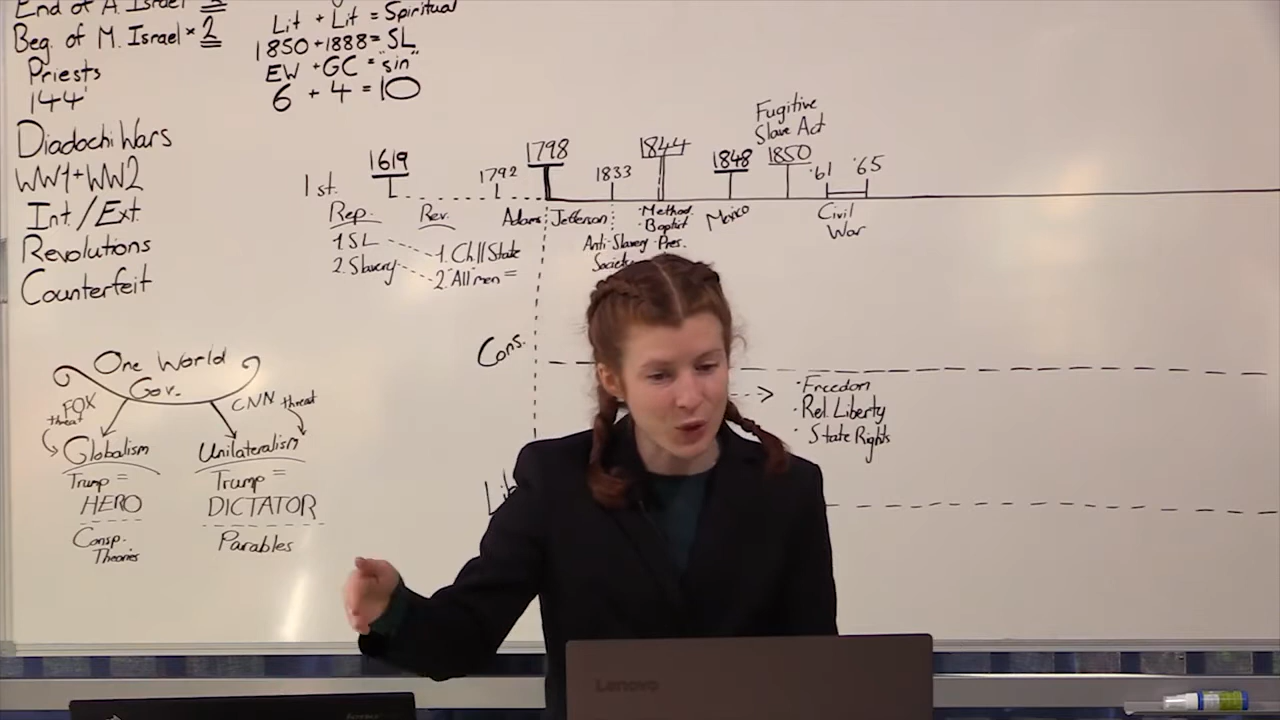 End of A. Israel
Beg. of M. Israel * 2
Priests
144'
Diadochi Wars
WW1 + WW2
Int./Ext.
Revolutions
Counterfeit
Lit + Lit = Spiritual
1850 + 1888 = SL
EW + GC = "sin"
6 + 4 = 10
1st.
1619
1792
1798
1833
1844
1848
Fugitive
Slave Act
1850
'61
'65
Rep.
1. SL
2. Slavery
Rev.
1. Ch//State
2. "All men =
Adams
Jefferson
Anti-Slavery
Society
· Method.
· Baptist
· Pres.
Mexico
Civil
War
Cons.
· Freedom
· Rel. Liberty
· State Rights
One World
Gov.
FOX
threat
CNN threat
Globalism
Trump =
HERO
Consp.
Theories
Unilateralism
Trump =
DICTATOR
Parables
Lenovo